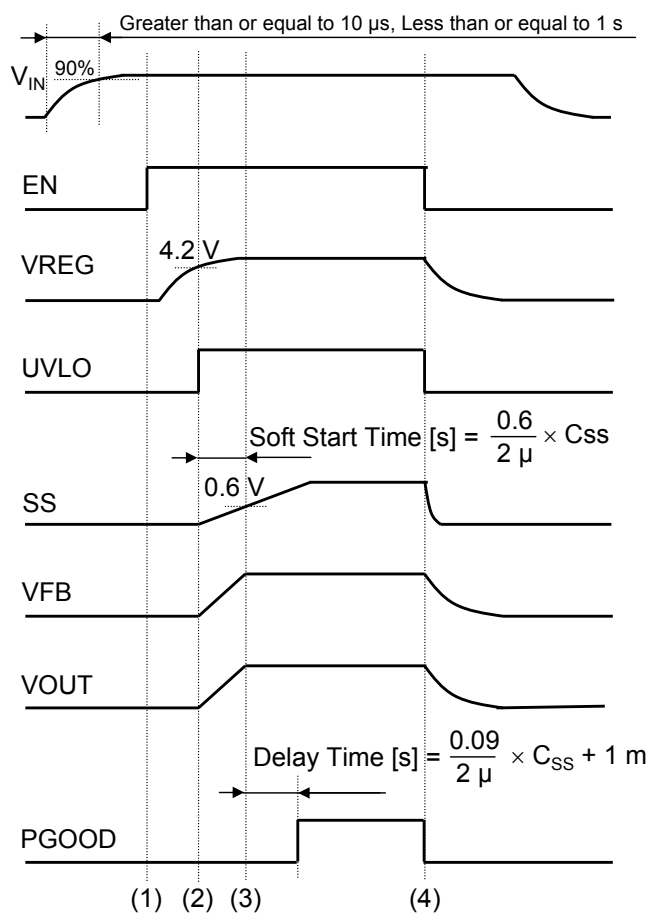 Greater than or equal to 10 µs, Less than or equal to 1 s
VIN
90%
EN
VREG
4.2 V
UVLO
Soft Start Time [s] = 0.6 / 2 µ × Css
SS
0.6 V
VFB
VOUT
Delay Time [s] = 0.09 / 2 µ × CSS + 1 m
PGOOD
(1) (2) (3) (4)